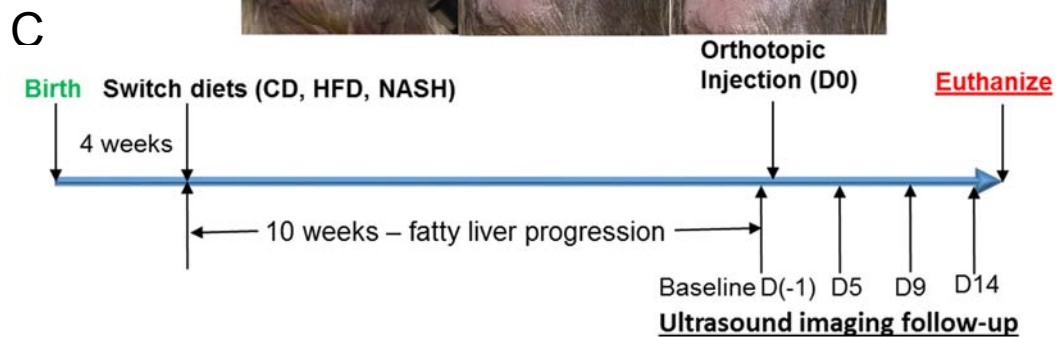 C
Orthotopic
Injection (D0)
Birth
Switch diets (CD, HFD, NASH)
Euthanize
4 weeks
10 weeks – fatty liver progression
Baseline D(-1)
D5
D9
D14
Ultrasound imaging follow-up